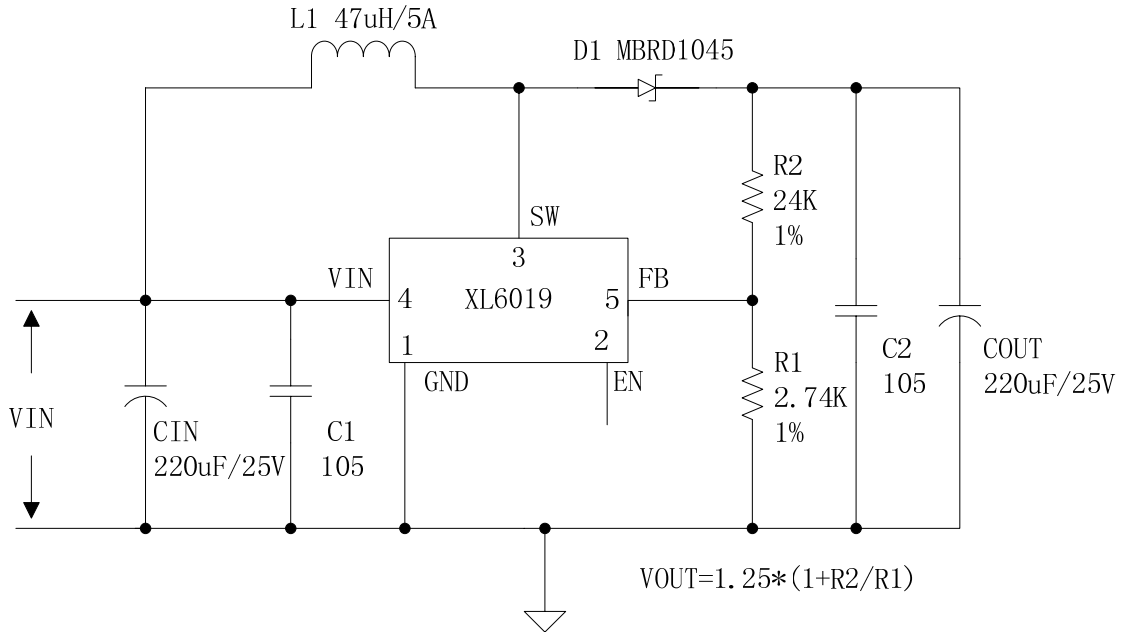 L1 47uH/5A
D1 MBRD1045
R2
24K
1%
SW
3
VIN
4
XL6019
5
FB
1
2
GND
EN
R1
2.74K
1%
C2
105
COUT
220uF/25V
VIN
CIN
220uF/25V
C1
105
VOUT=1.25*(1+R2/R1)